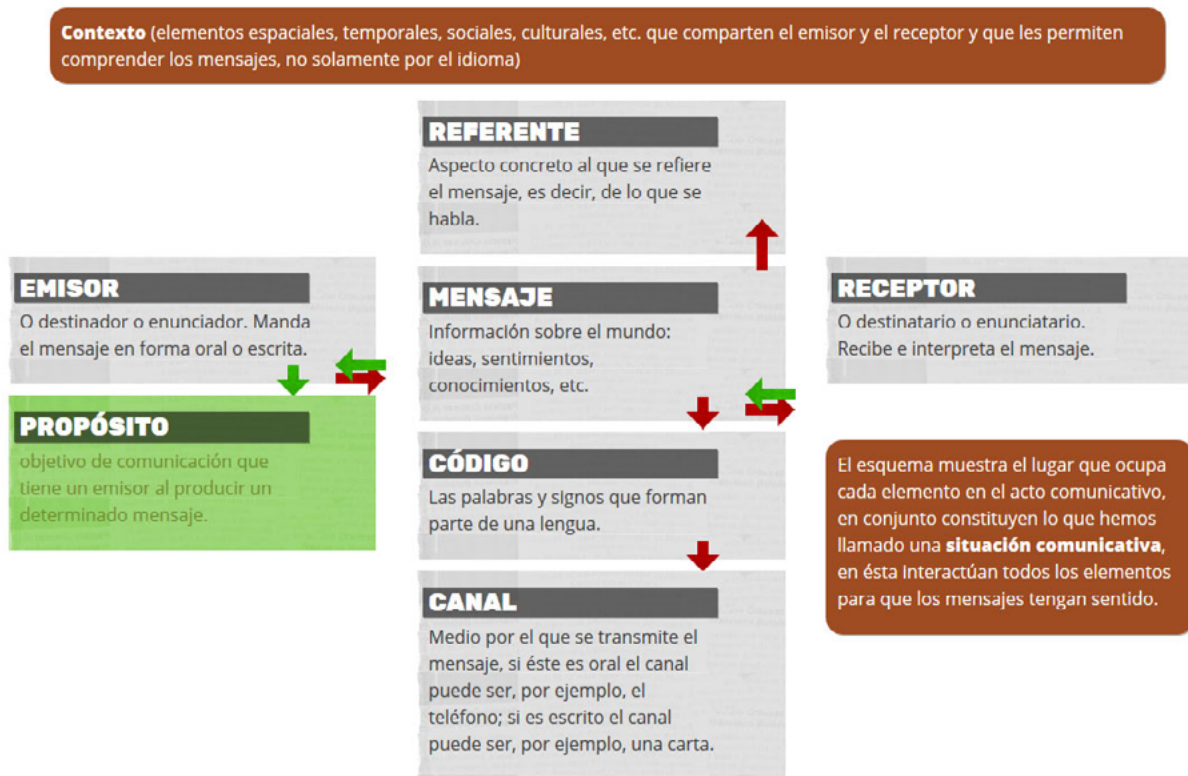 Contexto (elementos espaciales, temporales, sociales, culturales, etc. que comparten el emisor y el receptor y que les permiten
comprender los mensajes, no solamente por el idioma)
REFERENTE
Aspecto concreto al que se refiere
el mensaje, es decir, de lo que se
habla.
EMISOR
O destinador o enunciador. Manda
el mensaje en forma oral o escrita.
MENSAJE
Información sobre el mundo:
ideas, sentimientos,
conocimientos, etc.
RECEPTOR
O destinatario o enunciatario.
Recibe e interpreta el mensaje.
PROPÓSITO
objetivo de comunicación que
tiene un emisor al producir un
determinado mensaje.
CÓDIGO
Las palabras y signos que forman
parte de una lengua.
El esquema muestra el lugar que ocupa
cada elemento en el acto comunicativo,
en conjunto constituyen lo que hemos
llamado una situación comunicativa,
en ésta interactúan todos los elementos
para que los mensajes tengan sentido.
CANAL
Medio por el que se transmite el
mensaje, si éste es oral el canal
puede ser, por ejemplo, el
teléfono; si es escrito el canal
puede ser, por ejemplo, una carta.